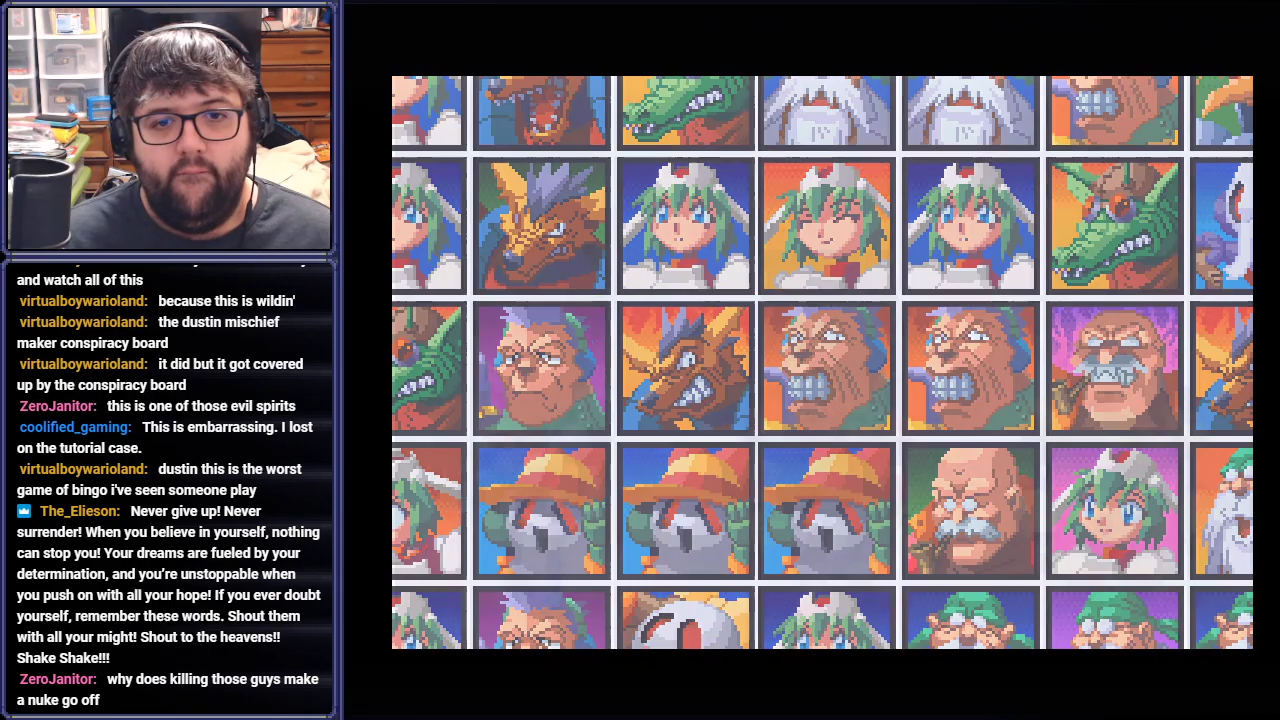 and watch all of this
virtualboywarioland: because this is wildin'
virtualboywarioland: the dustin mischief
maker conspiracy board
virtualboywarioland: it did but it got covered
up by the conspiracy board
ZeroJanitor: this is one of those evil spirits
coolified_gaming: This is embarrassing. I lost
on the tutorial case.
virtualboywarioland: dustin this is the worst
game of bingo i've seen someone play
The_Elieson: Never give up! Never
surrender! When you believe in yourself, nothing
can stop you! Your dreams are fueled by your
determination, and you’re unstoppable when
you push on with all your hope! If you ever doubt
yourself, remember these words. Shout them
with all your might! Shout to the heavens!!
Shake Shake!!!
ZeroJanitor: why does killing those guys make
a nuke go off